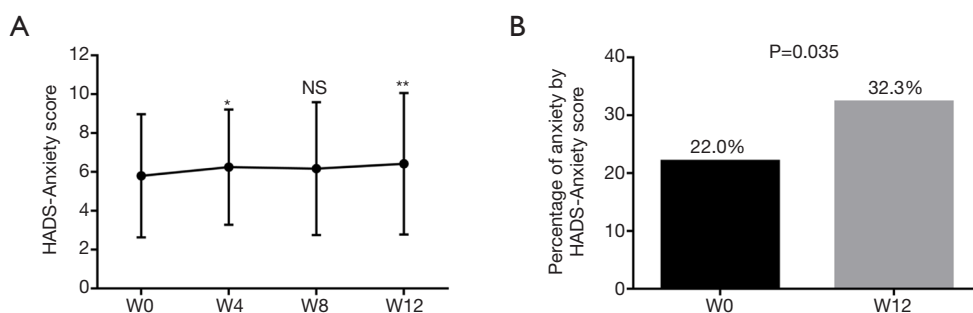 A
HADS-Anxiety score
12
10
8
6
4
2
0
*
NS
**
W0
W4
W8
W12
B
Percentage of anxiety by
HADS-Anxiety score
P=0.035
40
30
20
10
0
22.0%
32.3%
W0
W12